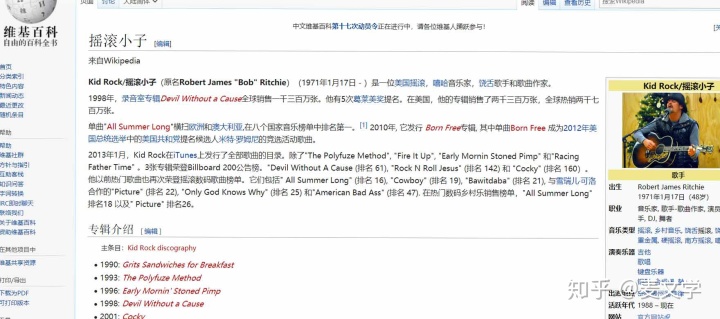 页面 讨论 大陆简体
阅读 编辑 查看历史
搜索Wikipedia
维基百科
自由的百科全书
中文维基百科第十七次动员令正在进行中，请各位维基人踊跃参与！
摇滚小子 [编辑]
来自Wikipedia
首页
分类索引
特色内容
新闻动态
最近更改
随机条目
帮助
帮助
维基社群
方针与指引
互助客栈
知识问答
字词转换
IRC即时聊天
联络我们
关于维基百科
资助维基百科
其他项目
维基共享资源
打印/导出
下载为PDF
可打印版本
工具
Kid Rock/摇滚小子（原名Robert James "Bob" Ritchie）（1971年1月17日 - ）是一位美国摇滚，嘻哈音乐家，饶舌歌手和歌曲作家。
1998年，录音室专辑Devil Without a Cause全球销售一千三百万张。他有5次葛莱美奖提名。在美国，他的专辑销售了两千三百万张，全球热销两千七百万张。
单曲"All Summer Long"横扫欧洲和澳大利亚,在八个国家音乐榜单中排名第一。[1] 2010年，它发行 Born Free专辑, 其中单曲Born Free 成为2012年美
国总统选举中的美国共和党提名候选人米特·罗姆尼的竞选活动歌曲。
2013年1月，Kid Rock在iTunes上发行了全部歌曲的目录。除了"The Polyfuze Method", "Fire It Up", "Early Mornin Stoned Pimp" 和"Racing
Father Time" 。3张专辑荣登Billboard 200公告榜。"Devil Without A Cause (排名 61), "Rock N Roll Jesus" (排名 142) 和 "Cocky" (排名 160) 。
他以前热门歌曲也再次荣登摇滚数码歌曲榜单。它们包括" All Summer Long" (排名 16), "Cowboy" (排名 19), "Bawitdaba" (排名 21), 与雪瑞儿·可洛
合作的"Picture" (排名 22), "Only God Knows Why" (排名 25) 和"American Bad Ass" (排名 47). 在热门数码乡村乐销售榜单，"All Summer Long"
排名18 以及" Picture" 排名26。
专辑介绍 [编辑]
主条目：Kid Rock discography
• 1990: Grits Sandwiches for Breakfast
• 1993: The Polyfuze Method
• 1996: Early Mornin' Stoned Pimp
• 1998: Devil Without a Cause
• 2001: Cocky
Kid Rock/摇滚小子
歌手
出生 Robert James Ritchie
1971年1月17日（48岁）
职业 音乐家, 歌手-歌曲作家, 演员
手, DJ, 舞者
音乐类型 摇滚, 乡村音乐, 饶舌摇滚,
重金属, 硬摇滚, 南方摇滚,
演奏乐器 吉他
歌唱
键盘乐器
活跃年代 1988 – 现在
网站 官方网站
知乎 @麦文学